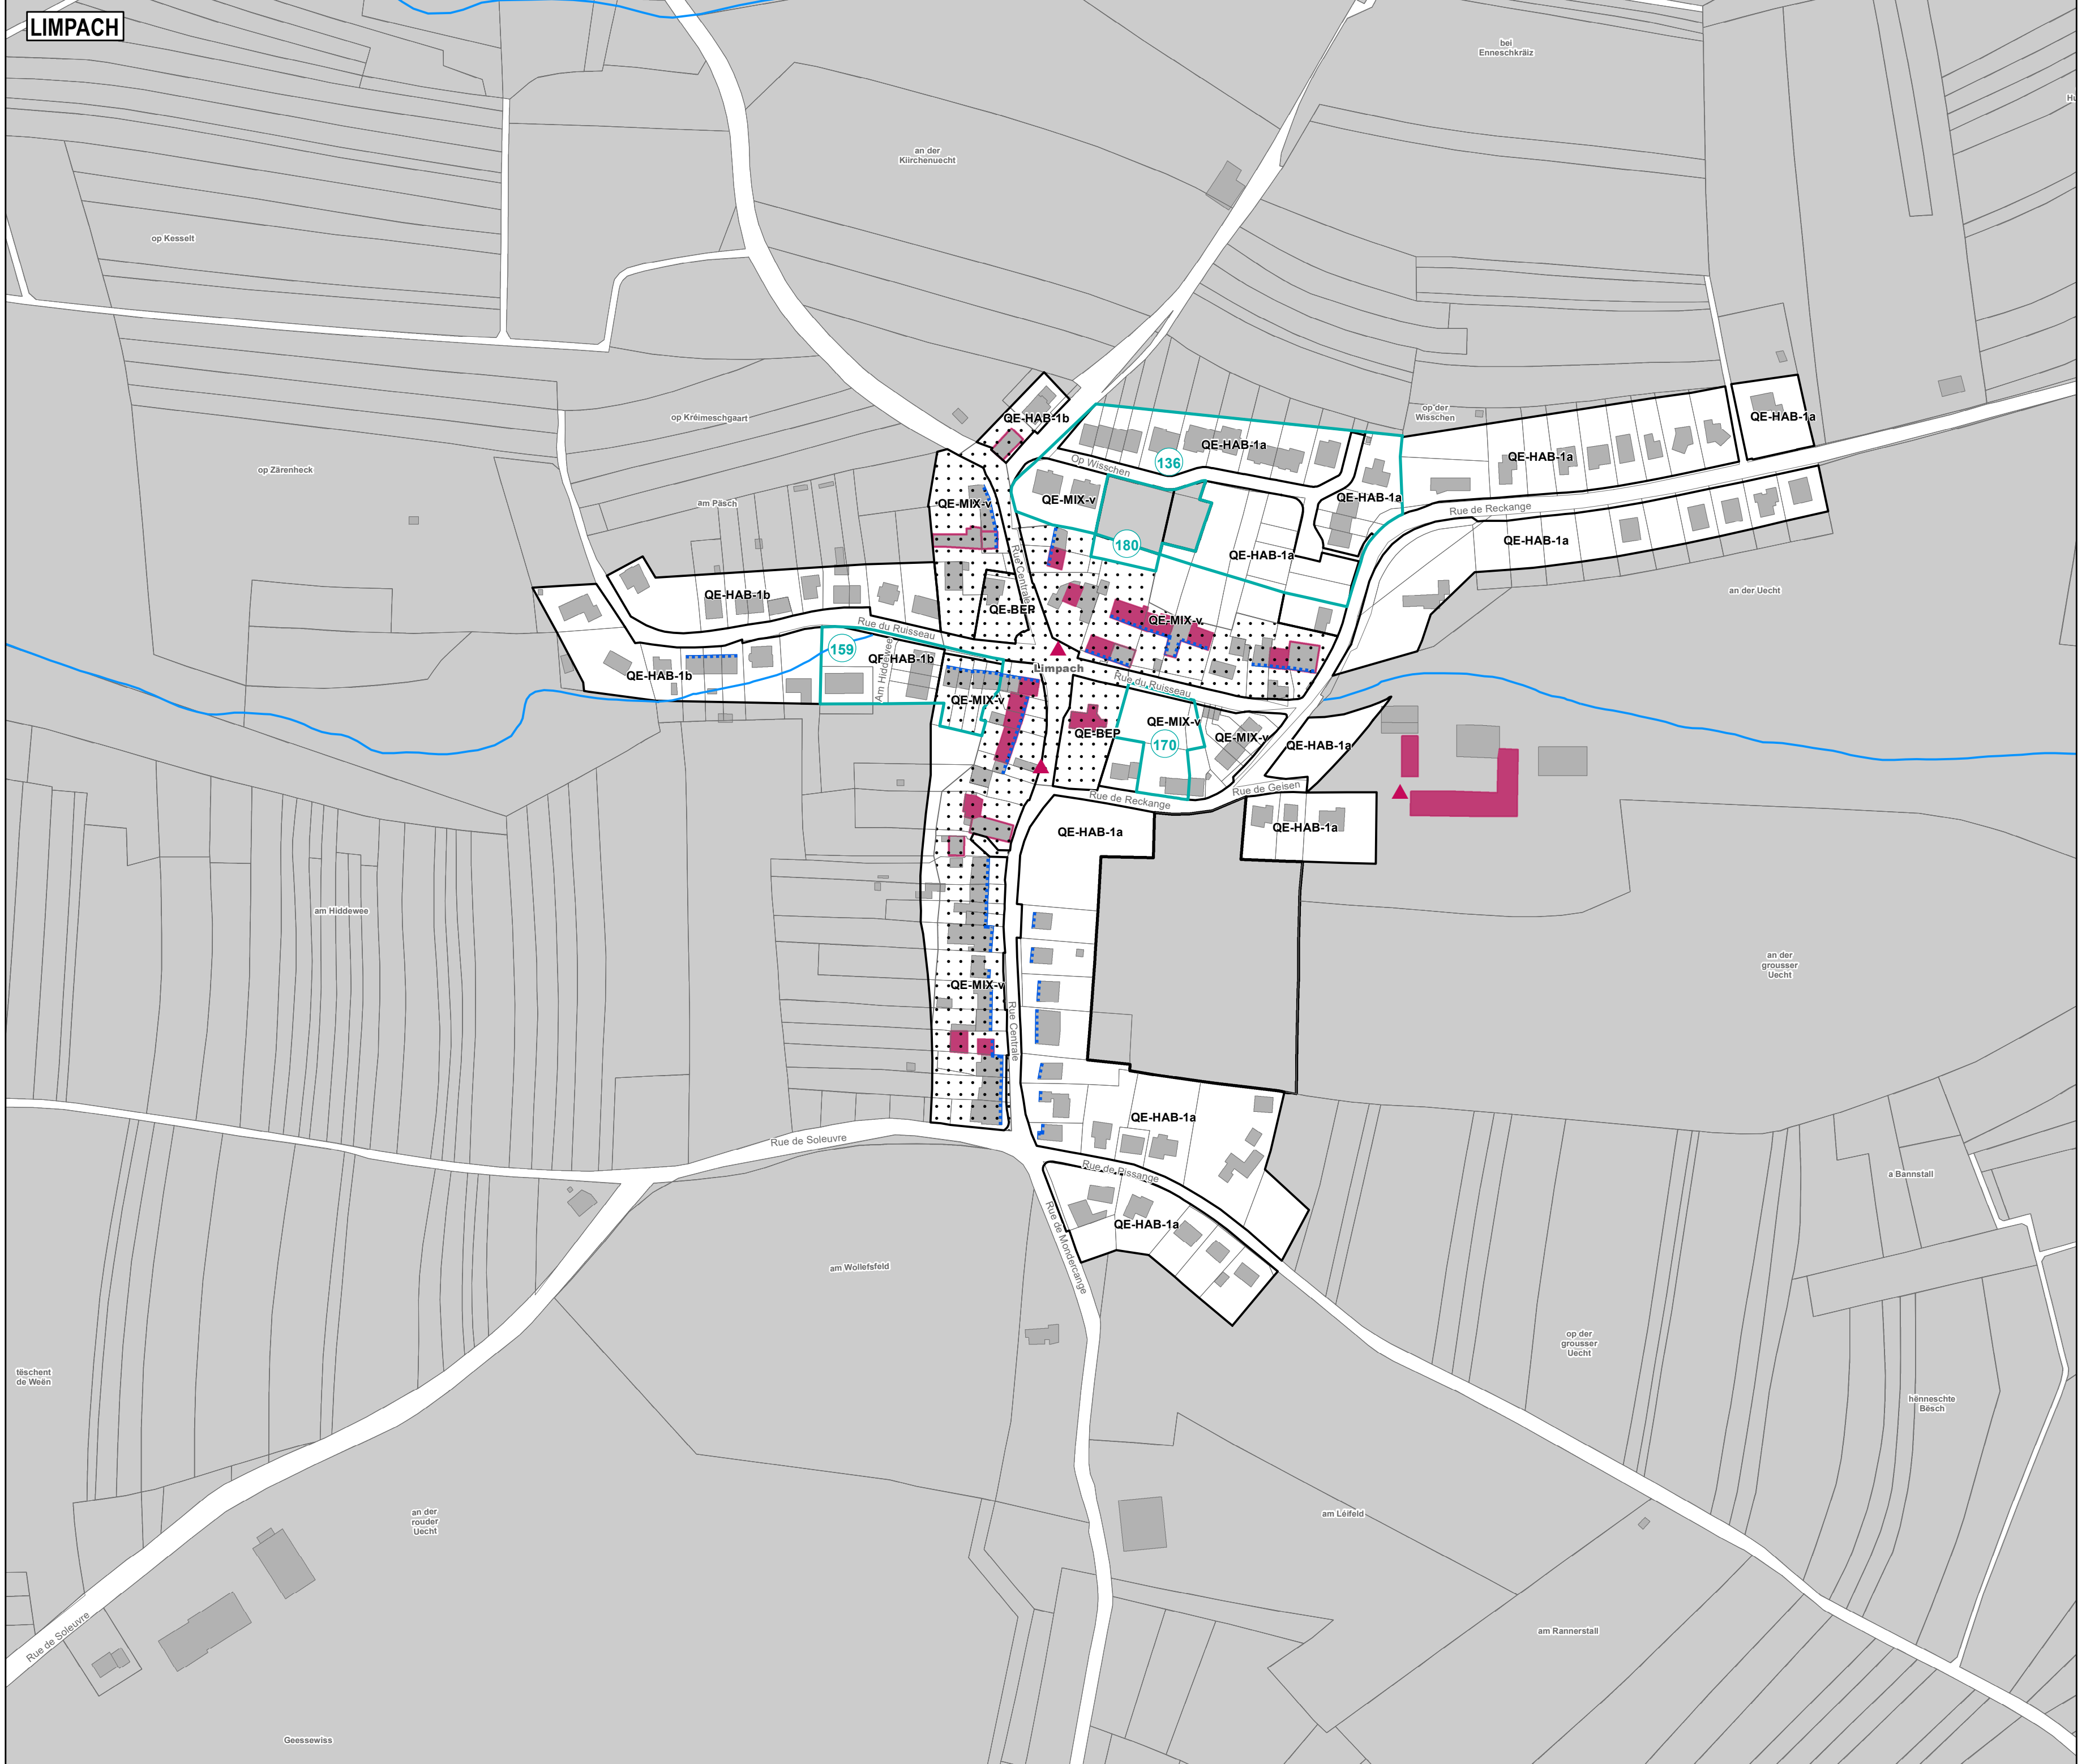 LIMPACH
bei
Enneschkräiz
Hu
an der
Kiirchenuecht
op Kesselt
op Kréimeschgaart
QE-HAB-1b
op der
Wisschen
QE-HAB-1a
QE-HAB-1a
Op Wisschen
136
QE-HAB-1a
op Zärenheck
am Päsch
QE-MIX-v
QE-MIX-v
QE-HAB-1a
Rue de Reckange
180
Rue Centrale
QE-HAB-1a
QE-HAB-1a
QE-HAB-1b
QE-BEP
an der Uecht
Rue du Ruisseau
QE-MIX-v
159
Am Hiddewee
QE-HAB-1b
Limpach
QE-HAB-1b
Rue du Ruisseau
QE-MIX-v
QE-MIX-v
QE-BEP
170
QE-MIX-v
QE-HAB-1a
Rue de Geisen
Rue de Reckange
QE-HAB-1a
QE-HAB-1a
am Hiddewee
an der
grousser
Uecht
QE-MIX-v
Rue Centrale
QE-HAB-1a
Rue de Soleuvre
Rue de Pissange
a Bannstall
QE-HAB-1a
Rue de Mondercange
am Wollefsfeld
op der
grousser
Uecht
tëschent
de Weën
hënneschte
Bësch
an der
rouder
Uecht
am Léifeld
Rue de Soleuvre
am Rannerstall
Geessewiss